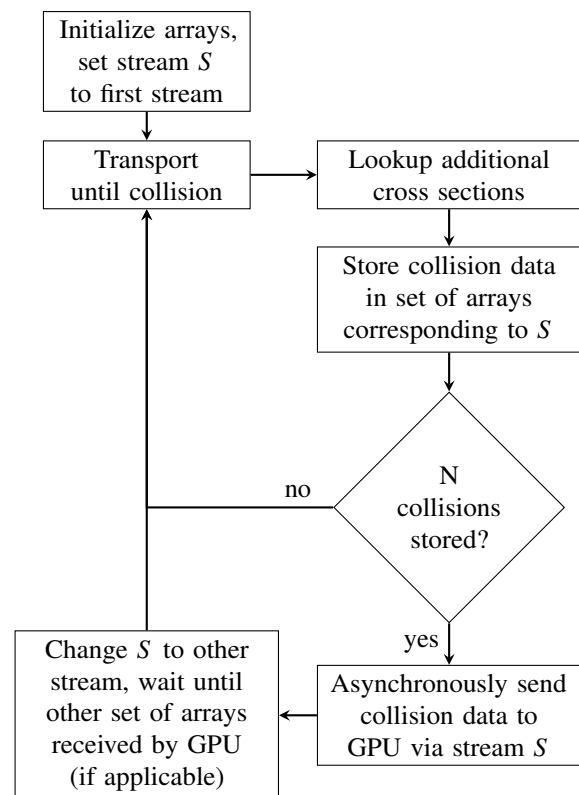 Initialize arrays,
set stream S
to first stream
Transport
until collision
Lookup additional
cross sections
Store collision data
in set of arrays
corresponding to S
N
collisions
stored?
no
yes
Asynchronously send
collision data to
GPU via stream S
Change S to other
stream, wait until
other set of arrays
received by GPU
(if applicable)